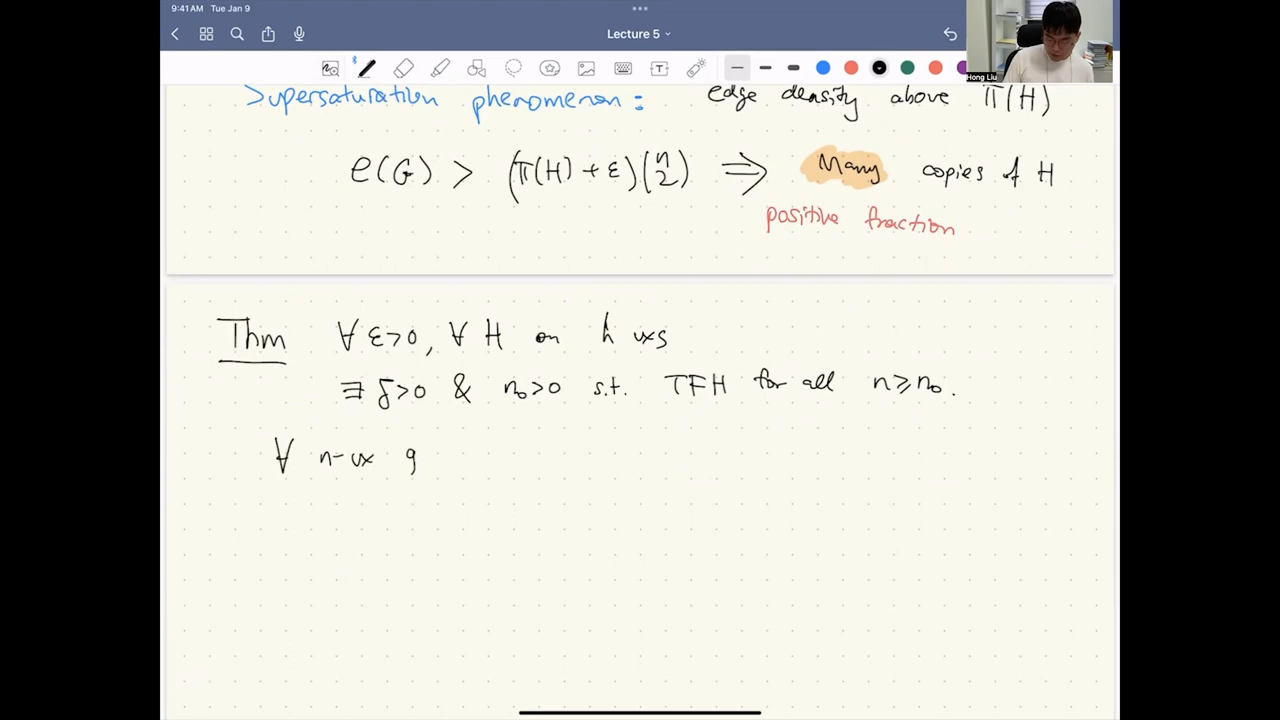 9:41 AM Tue Jan 9
Lecture 5
Hong Liu
Supersaturation phenomenon: edge density above π(H)
e(G) > (π(H) + ε)(n 2) ⇒ Many copies of H
positive fraction
Thm ∀ ε>0, ∀ H on h vxs
∃ δ>0 & n₀>0 s.t. TFH for all n≥n₀.
∀ n-vx g